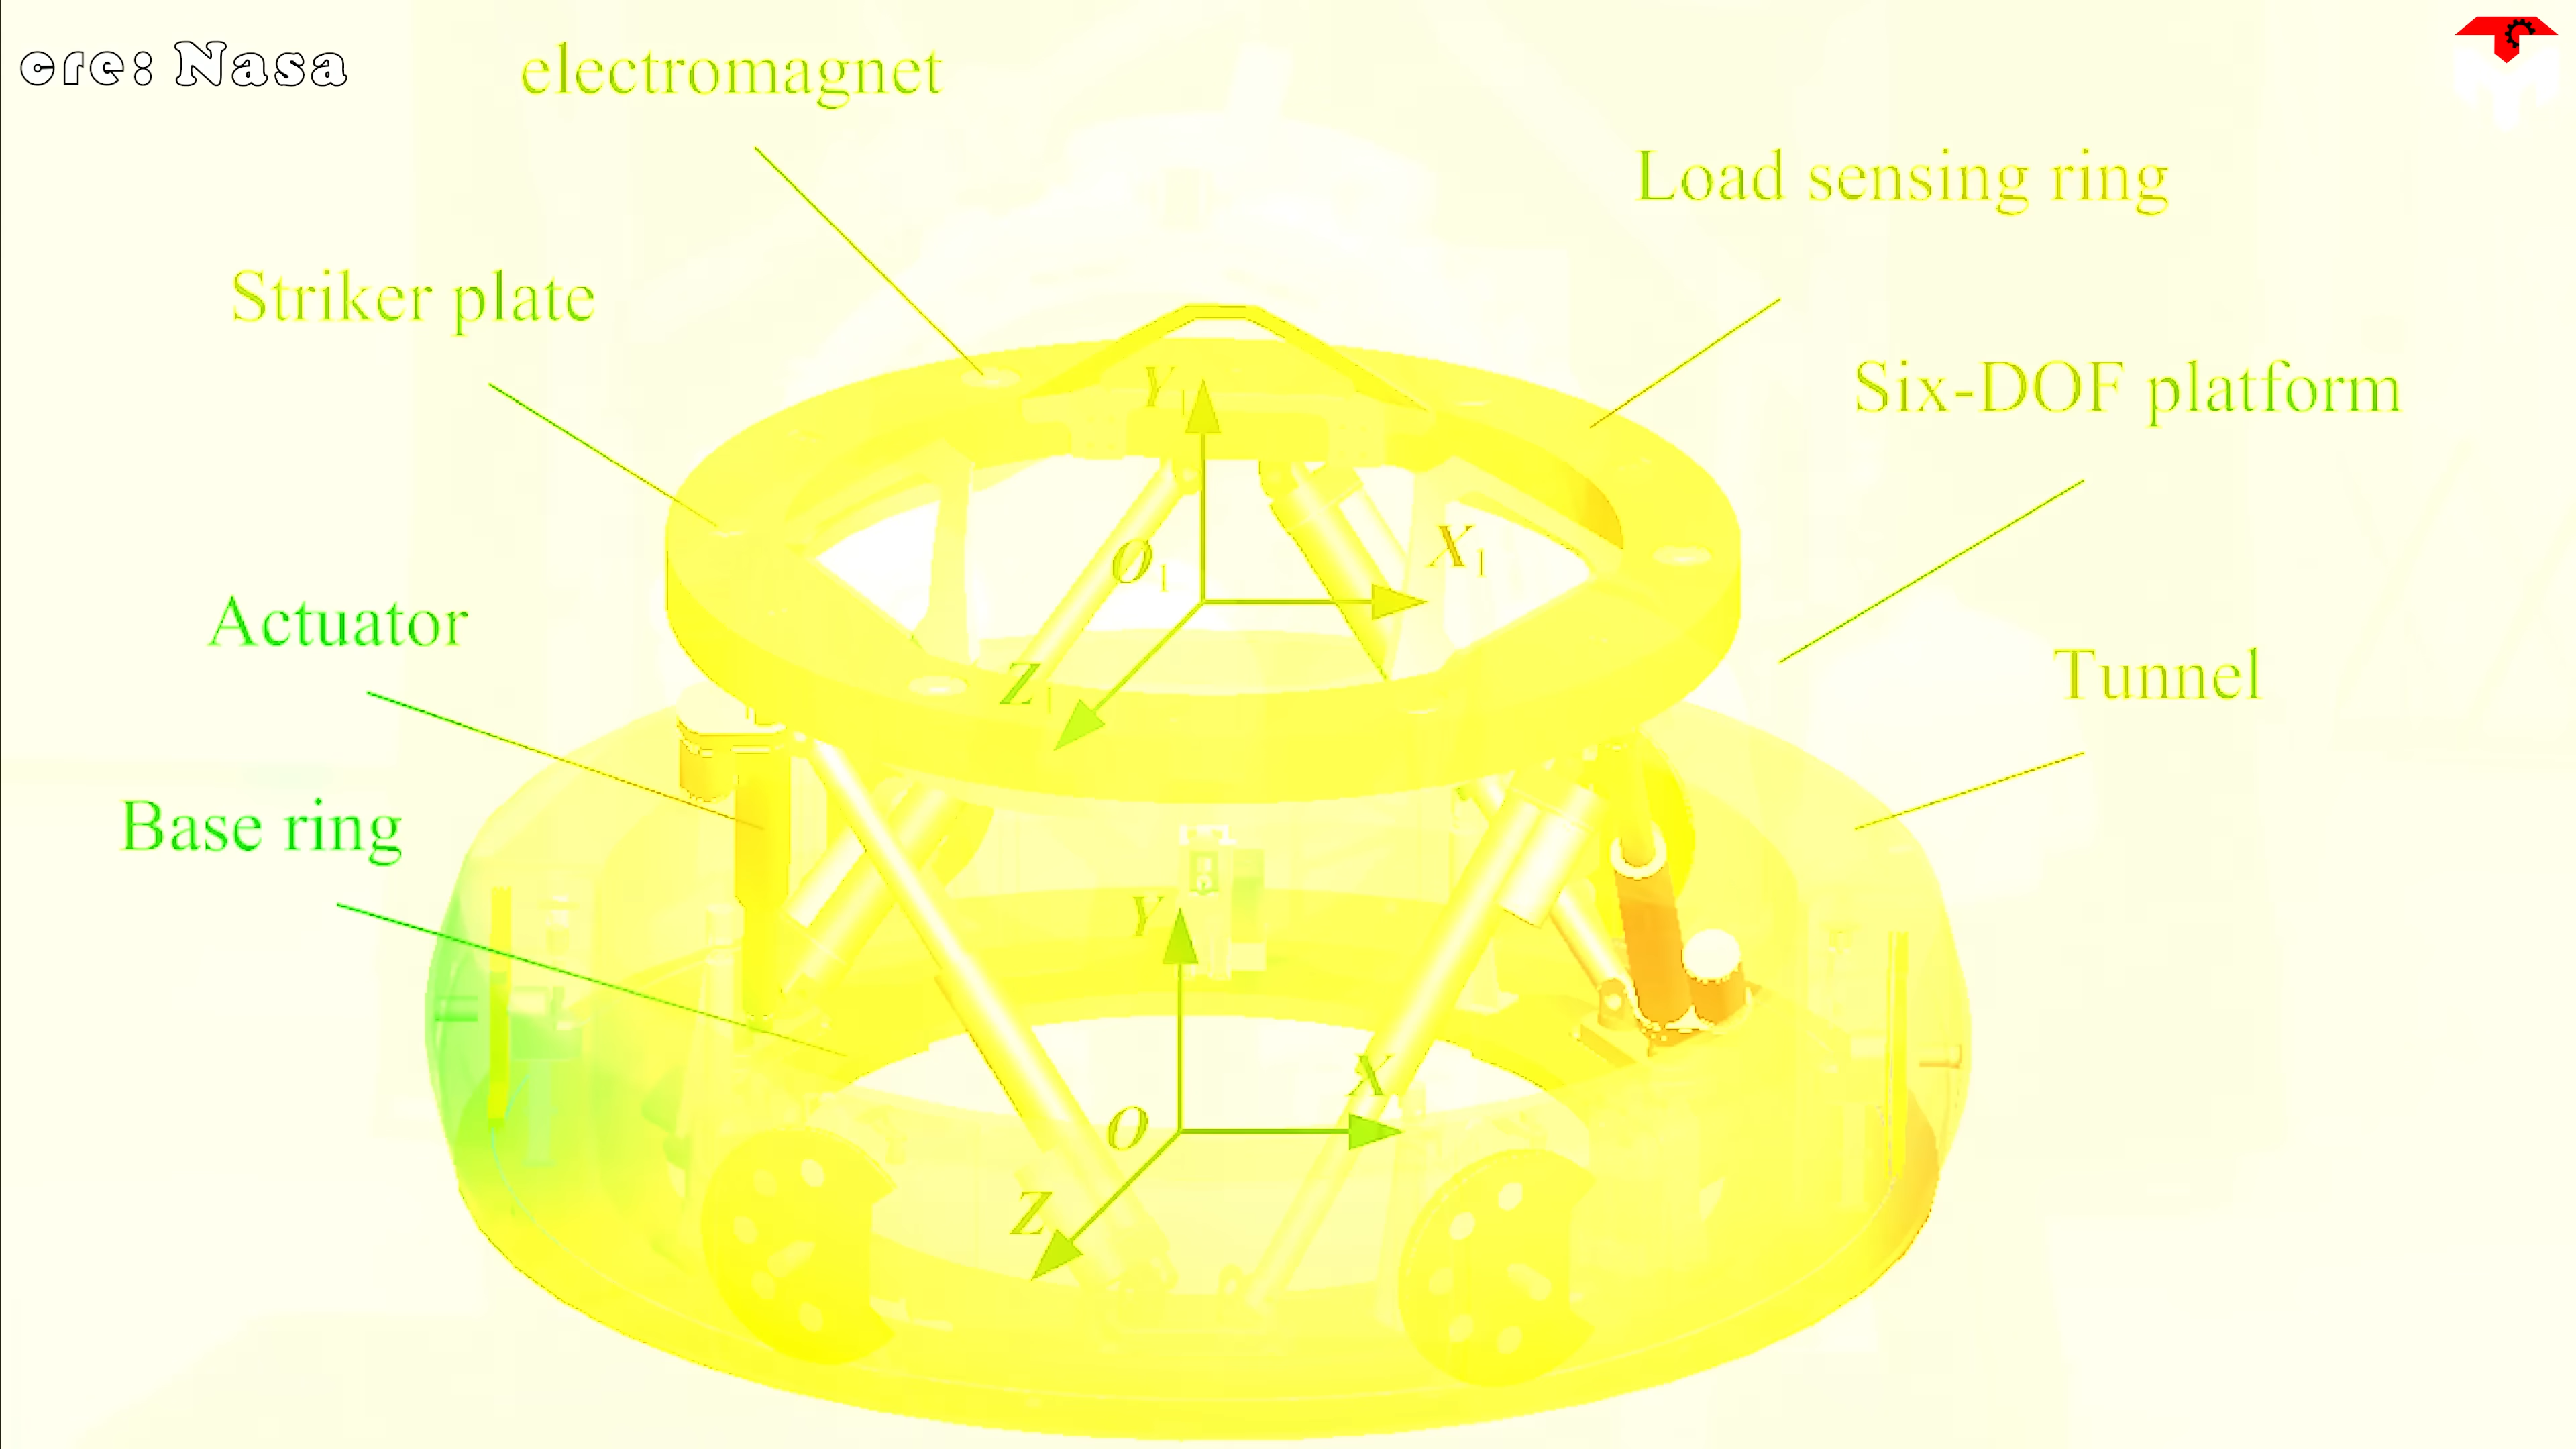 cre: Nasa
electromagnet
Load sensing ring
Striker plate
Six-DOF platform
Y1
O1
X1
Z1
Actuator
Tunnel
Base ring
Y
X
O
Z